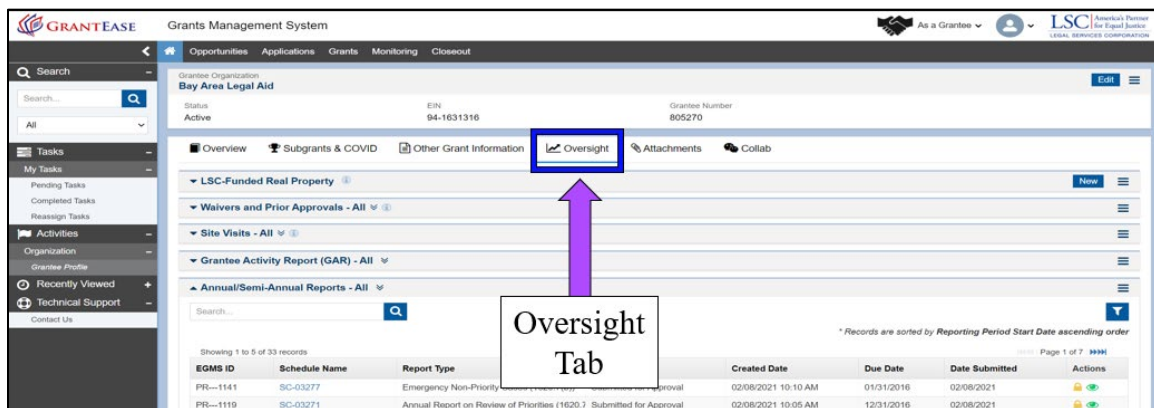 GRANTEASE Grants Management System As a Grantee LSC America's Partner for Equal Justice
LEGAL SERVICES CORPORATION
Opportunities Applications Grants Monitoring Closeout
Search
Search...
All
Tasks
My Tasks
Pending Tasks
Completed Tasks
Reassign Tasks
Activities
Organization
Grantee Profile
Recently Viewed
Technical Support
Contact Us
Grantee Organization
Bay Area Legal Aid Edit
Status EIN Grantee Number
Active 94-1631316 805270
Overview Subgrants & COVID Other Grant Information Oversight Attachments Collab
LSC-Funded Real Property New
Waivers and Prior Approvals - All
Site Visits - All
Grantee Activity Report (GAR) - All
Annual/Semi-Annual Reports - All
Search...
Oversight
Tab
* Records are sorted by Reporting Period Start Date ascending order
Showing 1 to 5 of 33 records Page 1 of 7
EGMS ID Schedule Name Report Type Created Date Due Date Date Submitted Actions
PR---1141 SC-03277 Emergency Non-Priority Submitted for Approval 02/08/2021 10:10 AM 01/31/2016 02/08/2021
PR---1119 SC-03271 Annual Report on Review of Priorities (1620.7 Submitted for Approval 02/08/2021 10:05 AM 12/31/2016 02/08/2021